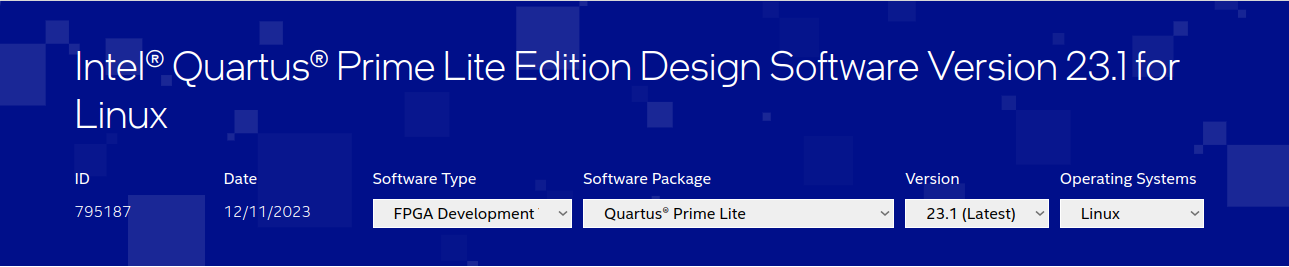 Intel® Quartus® Prime Lite Edition Design Software Version 23.1 for
Linux
ID Date Software Type Software Package Version Operating Systems
795187 12/11/2023 FPGA Development Quartus® Prime Lite 23.1 (Latest) Linux